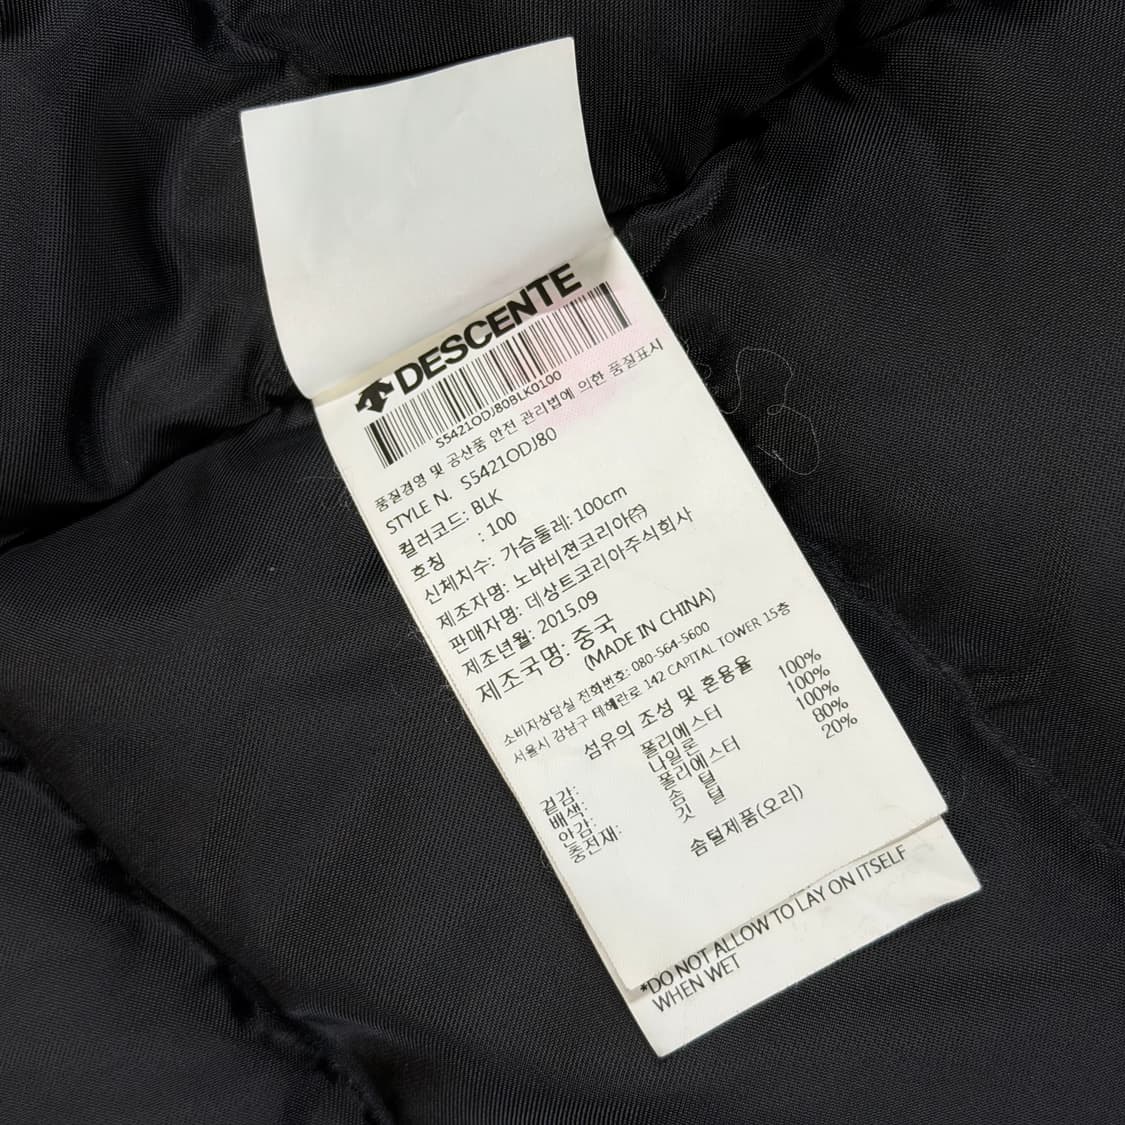 DESCENTE
S5421ODJ80BLK0100
품질경영 및 공산품 안전 관리법에 의한 품질표시
STYLE N. S5421ODJ80
컬러코드: BLK
호칭 : 100
신체치수: 가슴둘레: 100cm
제조자명: 노바비젼코리아㈜
판매자명: 데상트코리아주식회사
제조년월: 2015.09
제조국명: 중국
(MADE IN CHINA)
소비자상담실 전화번호: 080-564-5600
서울시 강남구 테헤란로 142 CAPITAL TOWER 15층
섬유의 조성 및 혼용율
겉감: 폴리에스터 100%
배색: 나일론 100%
안감: 폴리에스터 100%
충전재: 솜 털 80%
깃 털 20%
솜털제품(오리)
*DO NOT ALLOW TO LAY ON ITSELF
WHEN WET